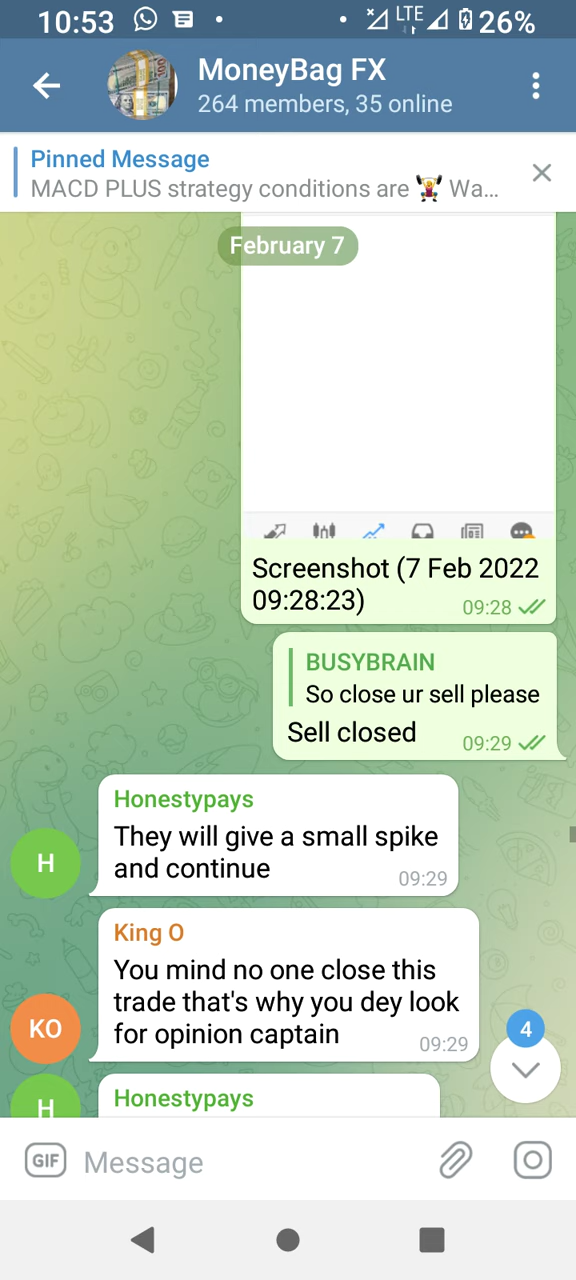 10:53
LTE
26%
MoneyBag FX
264 members, 35 online
Pinned Message
MACD PLUS strategy conditions are 🏋️‍♀️ Wa...
February 7
Screenshot (7 Feb 2022
09:28:23)
09:28
BUSYBRAIN
So close ur sell please
Sell closed
09:29
Honestypays
They will give a small spike
and continue
09:29
H
King O
You mind no one close this
trade that's why you dey look
for opinion captain
09:29
KO
4
Honestypays
H
GIF
Message